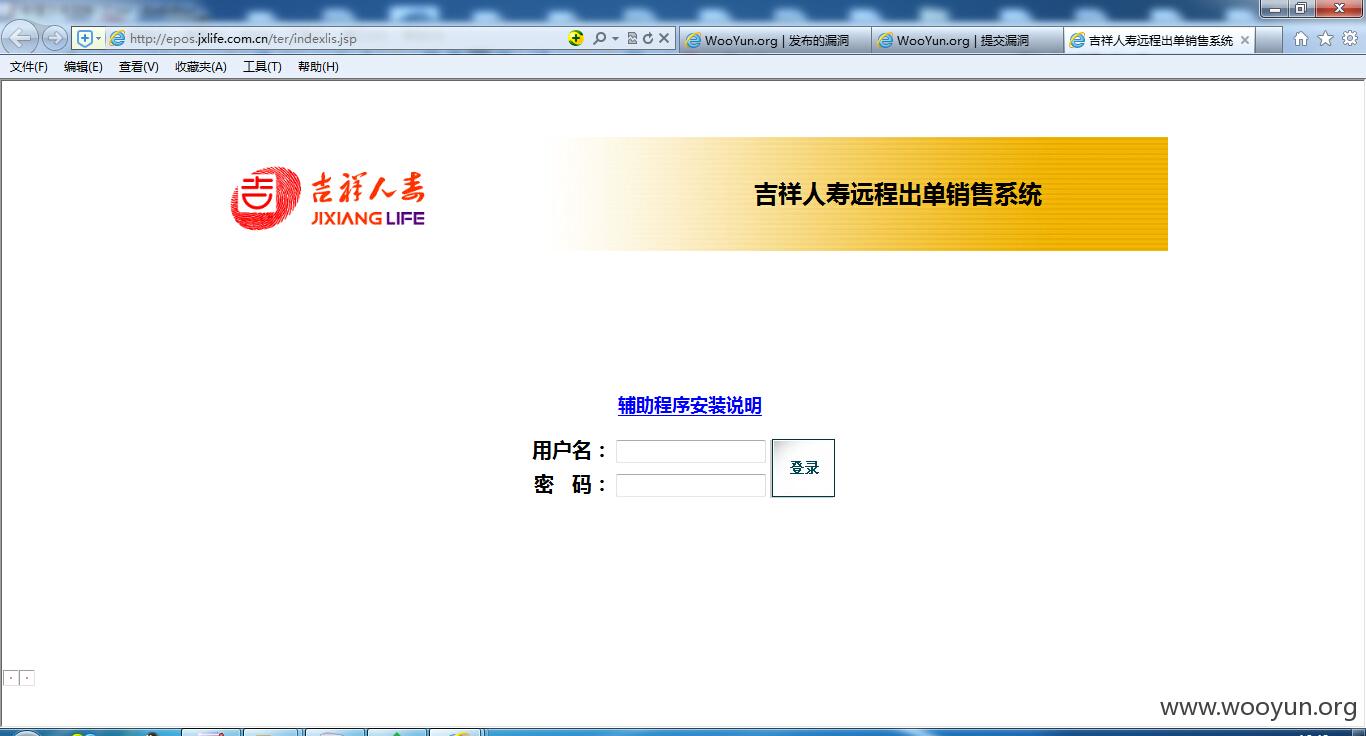 http://epos.jxlife.com.cn/ter/indexlis.jsp
WooYun.org | 发布的漏洞
WooYun.org | 提交漏洞
吉祥人寿远程出单销售系统
文件(F) 编辑(E) 查看(V) 收藏夹(A) 工具(T) 帮助(H)
吉祥人寿
JIXIANG LIFE
吉祥人寿远程出单销售系统
辅助程序安装说明
用户名：
密 码：
登录
www.wooyun.org